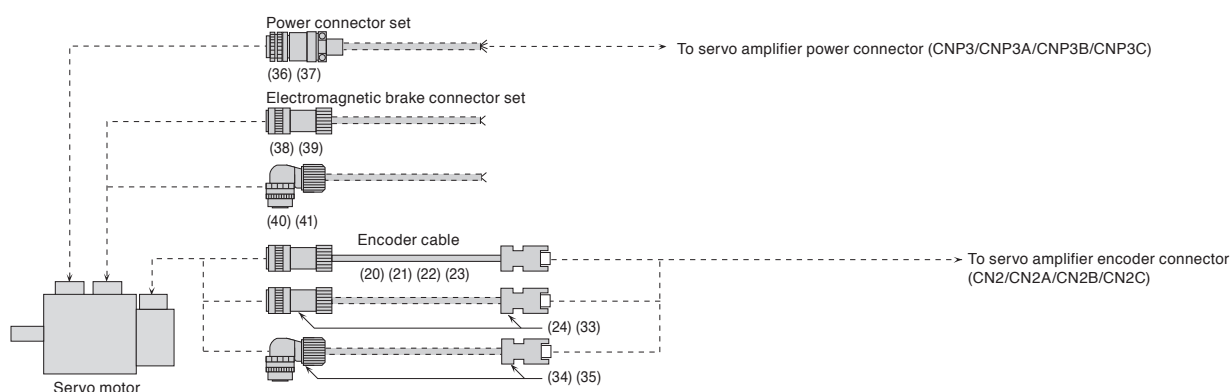 Power connector set
To servo amplifier power connector (CNP3/CNP3A/CNP3B/CNP3C)
(36) (37)
Electromagnetic brake connector set
(38) (39)
(40) (41)
Encoder cable
(20) (21) (22) (23)
To servo amplifier encoder connector
(CN2/CN2A/CN2B/CN2C)
(24) (33)
(34) (35)
Servo motor